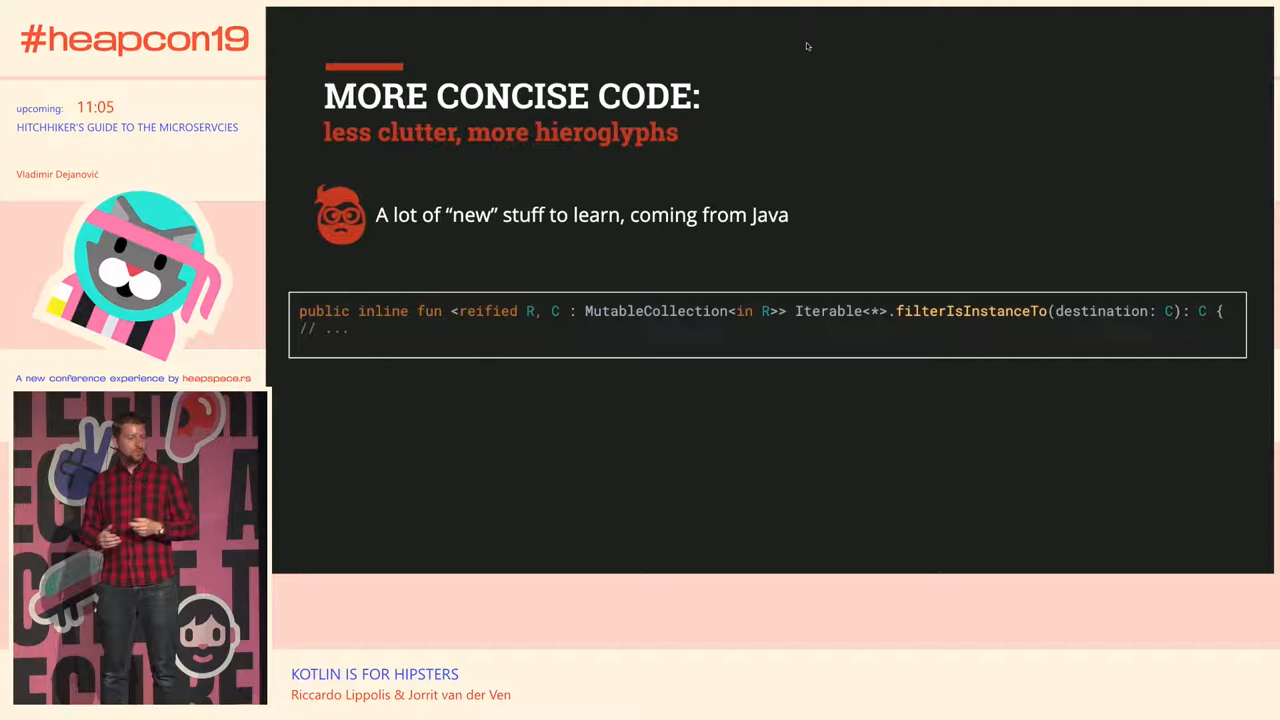 #heapcon19
upcoming: 11:05
HITCHHIKER'S GUIDE TO THE MICROSERVCIES
Vladimir Dejanović
A new conference experience by heapspace.rs
MORE CONCISE CODE:
less clutter, more hieroglyphs
A lot of “new” stuff to learn, coming from Java
public inline fun <reified R, C : MutableCollection<in R>> Iterable<*>.filterIsInstanceTo(destination: C): C {
// ...
KOTLIN IS FOR HIPSTERS
Riccardo Lippolis & Jorrit van der Ven